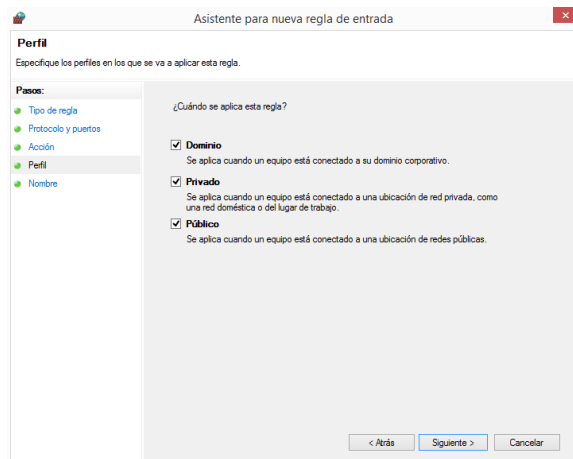 Asistente para nueva regla de entrada
Perfil
Especifique los perfiles en los que se va a aplicar esta regla.
Pasos:
Tipo de regla
Protocolo y puertos
Acción
Perfil
Nombre
¿Cuándo se aplica esta regla?
Dominio
Se aplica cuando un equipo está conectado a su dominio corporativo.
Privado
Se aplica cuando un equipo está conectado a una ubicación de red privada, como
una red doméstica o del lugar de trabajo.
Público
Se aplica cuando un equipo está conectado a una ubicación de redes públicas.
< Atrás
Siguiente >
Cancelar